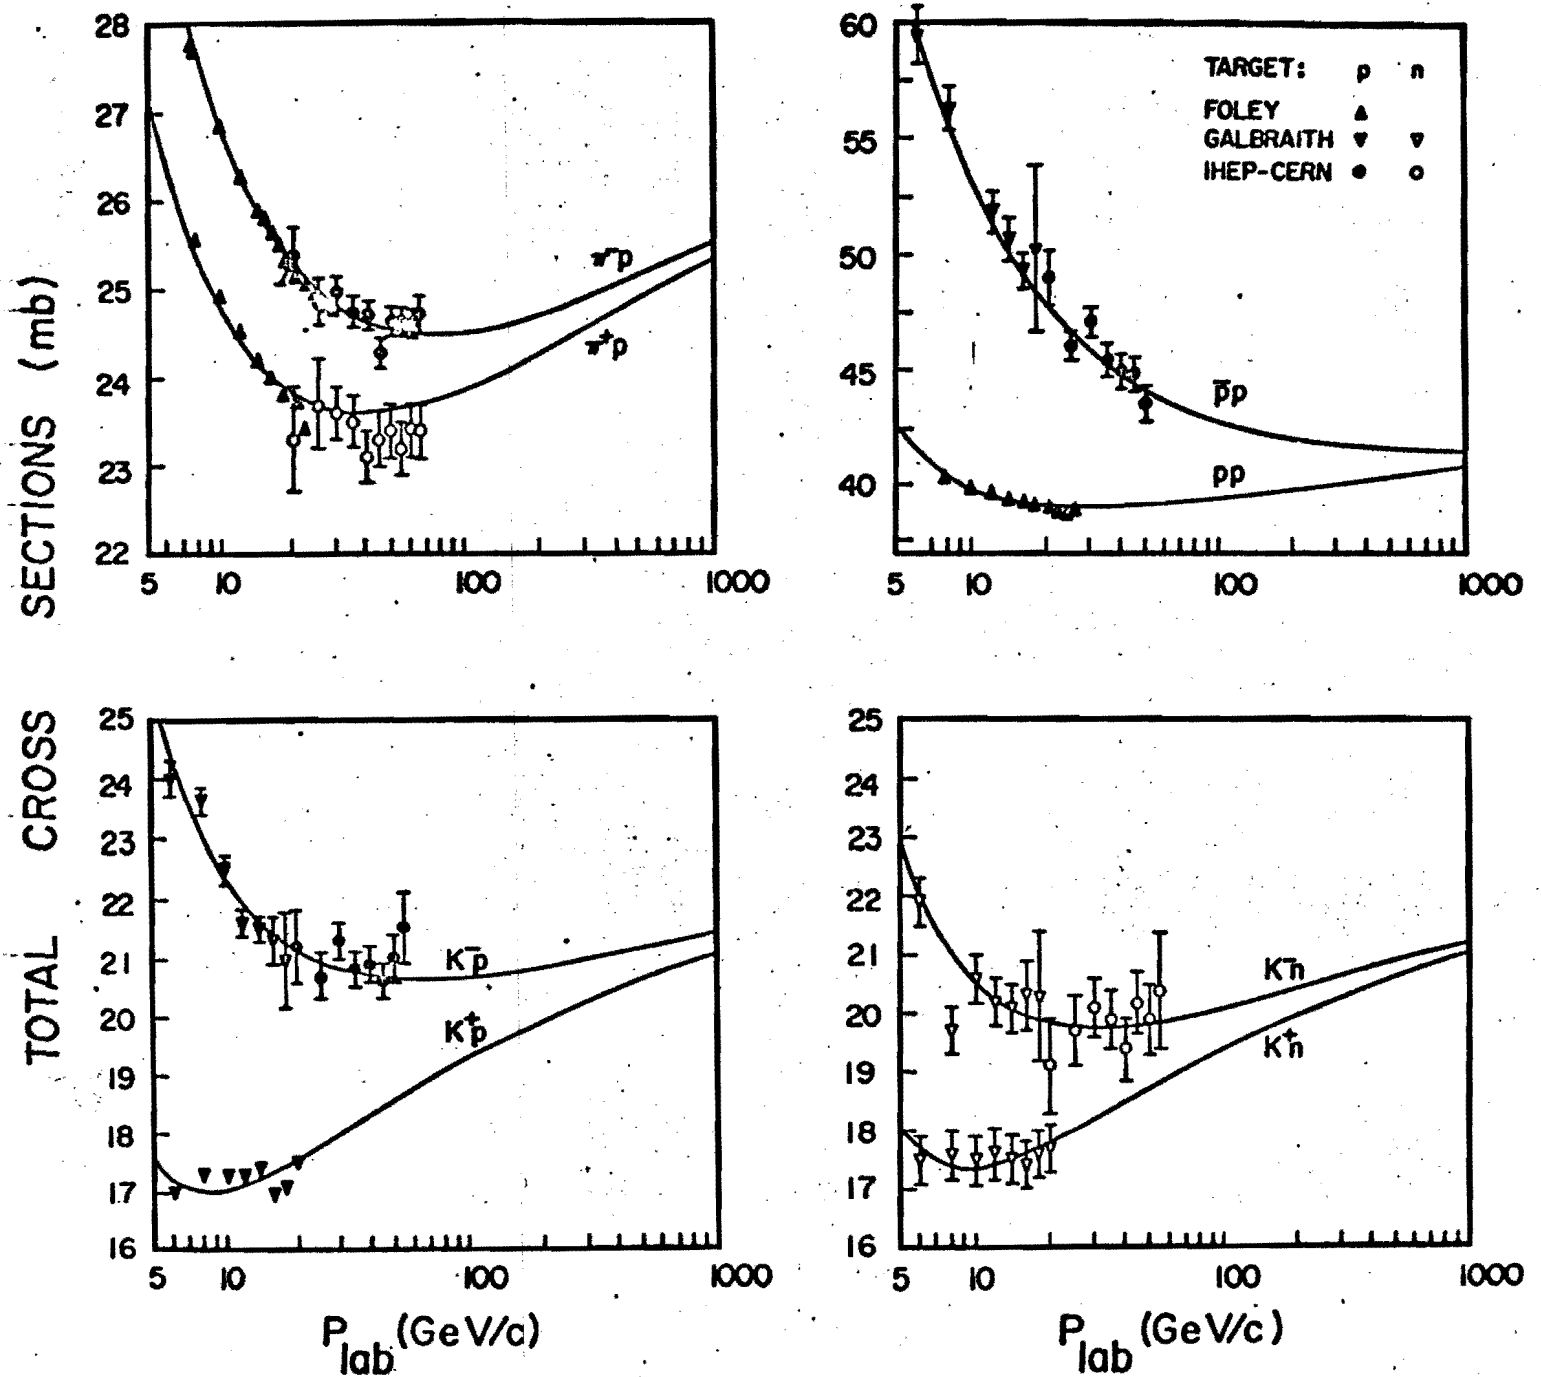 TOTAL CROSS SECTIONS (mb)
28
27
26
25
24
23
22
5 10 100 1000
π⁻p
π⁺p
60
55
50
45
40
5 10 100 1000
TARGET: p n
FOLEY ▲
GALBRAITH ▼ ▽
IHEP-CERN ● ○
p̅p
pp
25
24
23
22
21
20
19
18
17
16
5 10 100 1000
K⁻p
K⁺p
P lab (GeV/c)
25
24
23
22
21
20
19
18
17
16
5 10 100 1000
K⁻n
K⁺n
P lab (GeV/c)